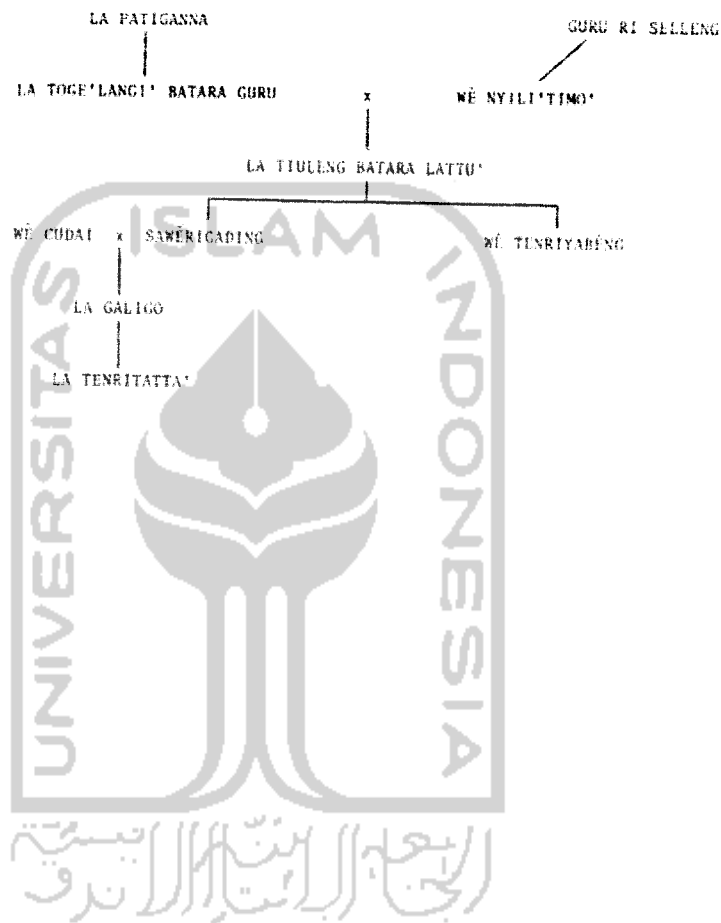 LA PATIGANNA
GURU RI SELLENG
LA TOGE'LANGI' BATARA GURU x WÈ NYILI'TIMO'
LA TIULENG BATARA LATTU'
WÈ CUDAI x SAWÈRIGADING WÈ TENRIYABÈNG
LA GALIGO
LA TENRITATTA'
UNIVERSITAS ISLAM INDONESIA